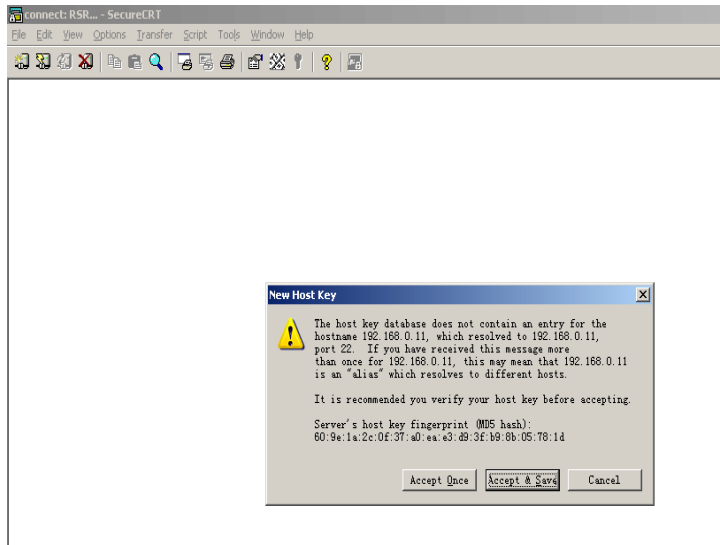 connect: RSR... - SecureCRT
File Edit View Options Transfer Script Tools Window Help
New Host Key
The host key database does not contain an entry for the
hostname 192.168.0.11, which resolved to 192.168.0.11,
port 22. If you have received this message more
than once for 192.168.0.11, this may mean that 192.168.0.11
is an "alias" which resolves to different hosts.
It is recommended you verify your host key before accepting.
Server's host key fingerprint (MD5 hash):
60:9e:1a:2c:0f:37:a0:ea:e3:d9:3f:b9:8b:05:78:1d
Accept Once Accept & Save Cancel